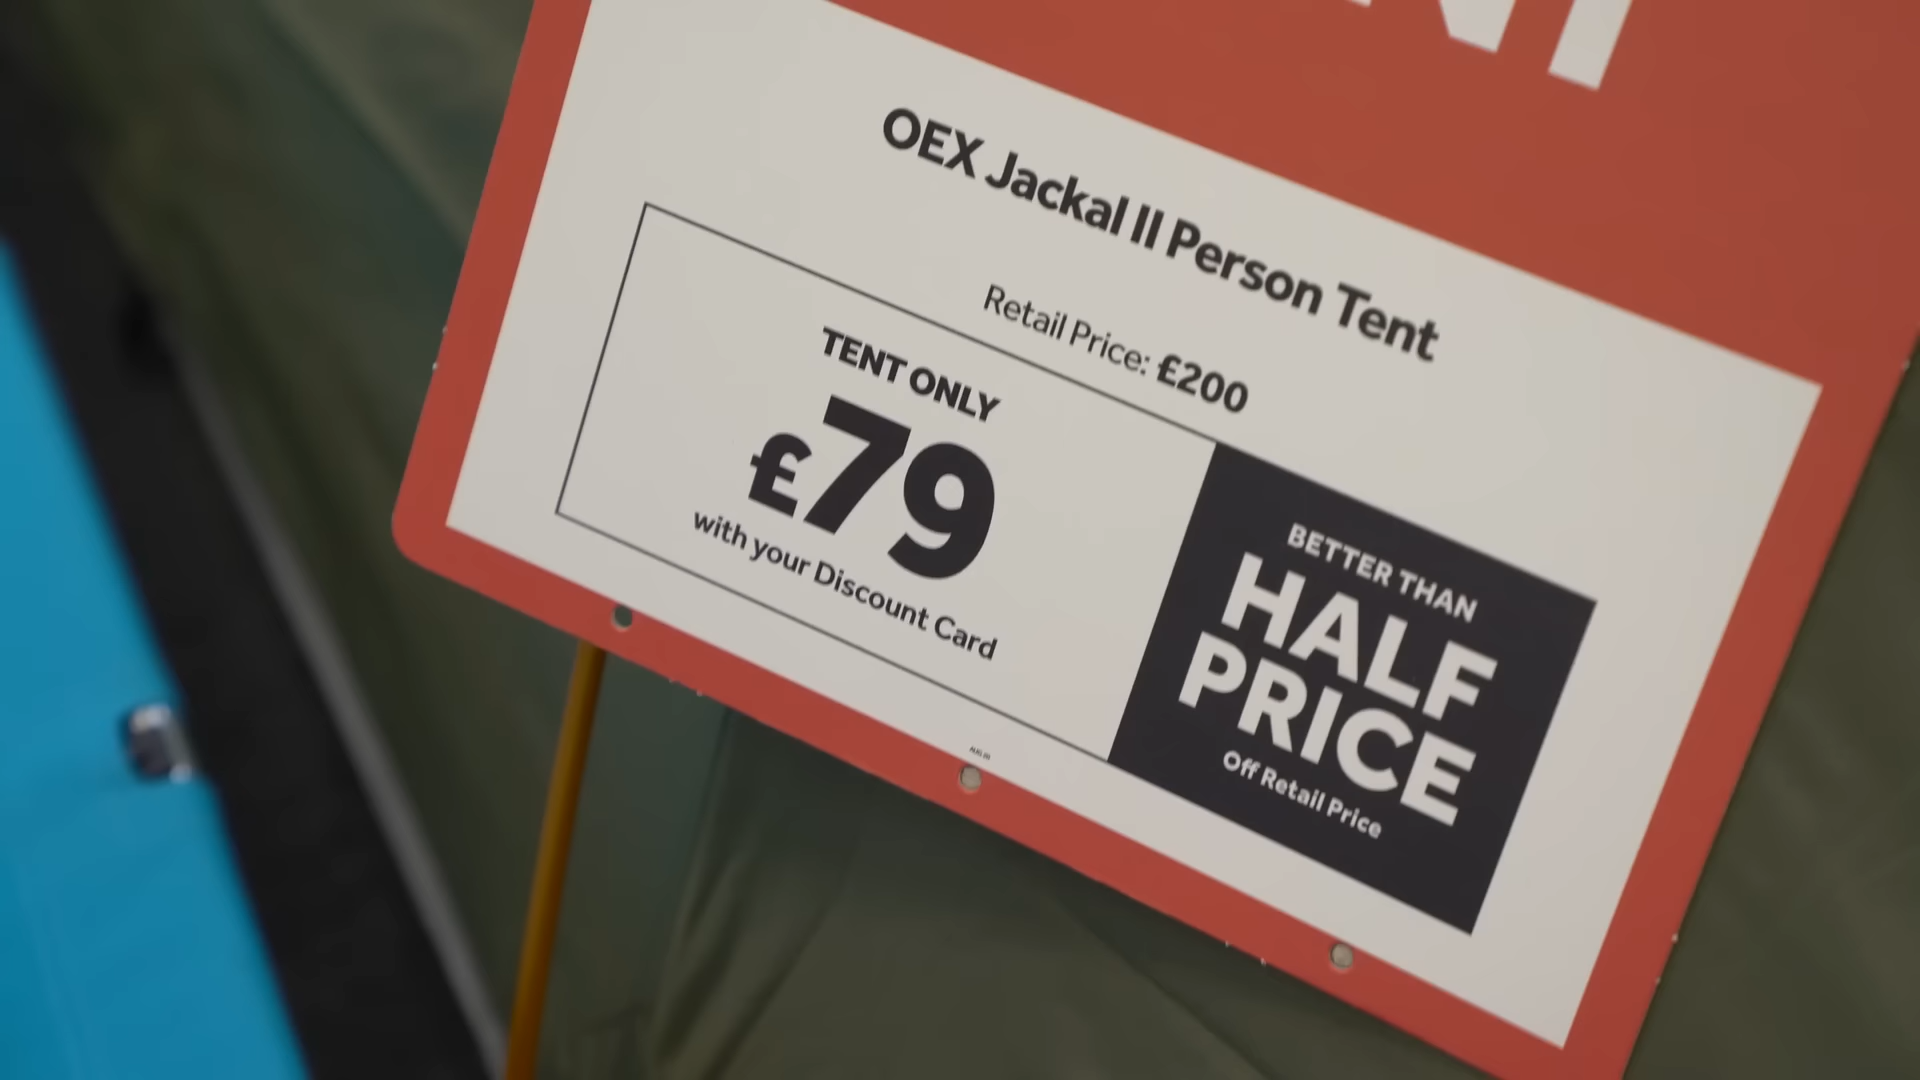 OEX Jackal II Person Tent
Retail Price: £200
TENT ONLY
£79
with your Discount Card
BETTER THAN
HALF
PRICE
Off Retail Price